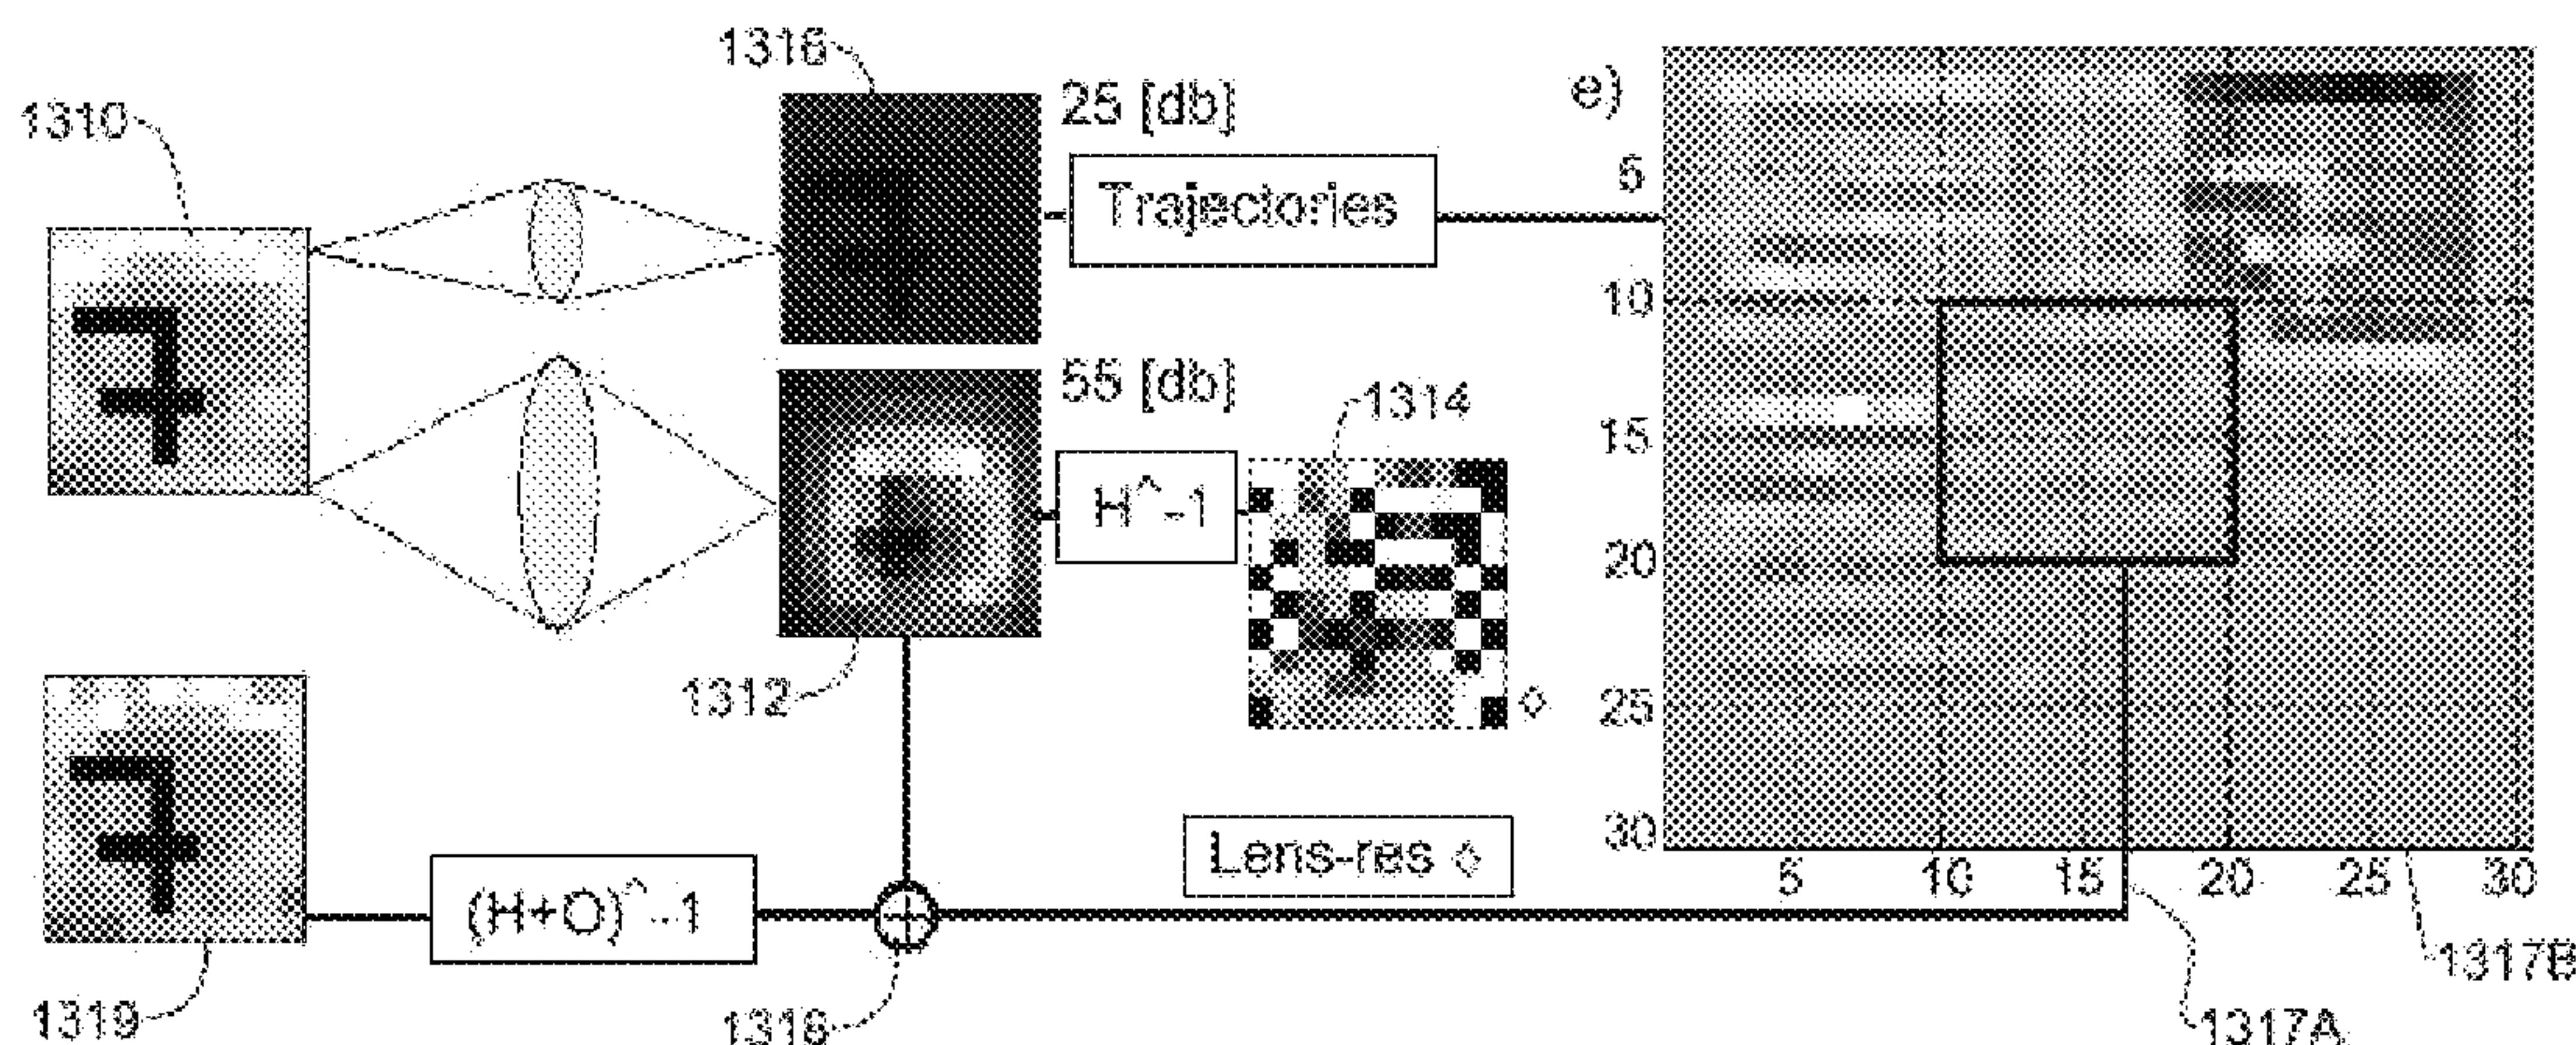 1316
1310
25 [db]
e)
Trajectories
5
10
55 [db]
1314
15
H^-1
20
1312
25
◊
Lens-res ◊
30
5 10 15 20 25 30
(H+O)^-1
1317B
1319
1318
1317A